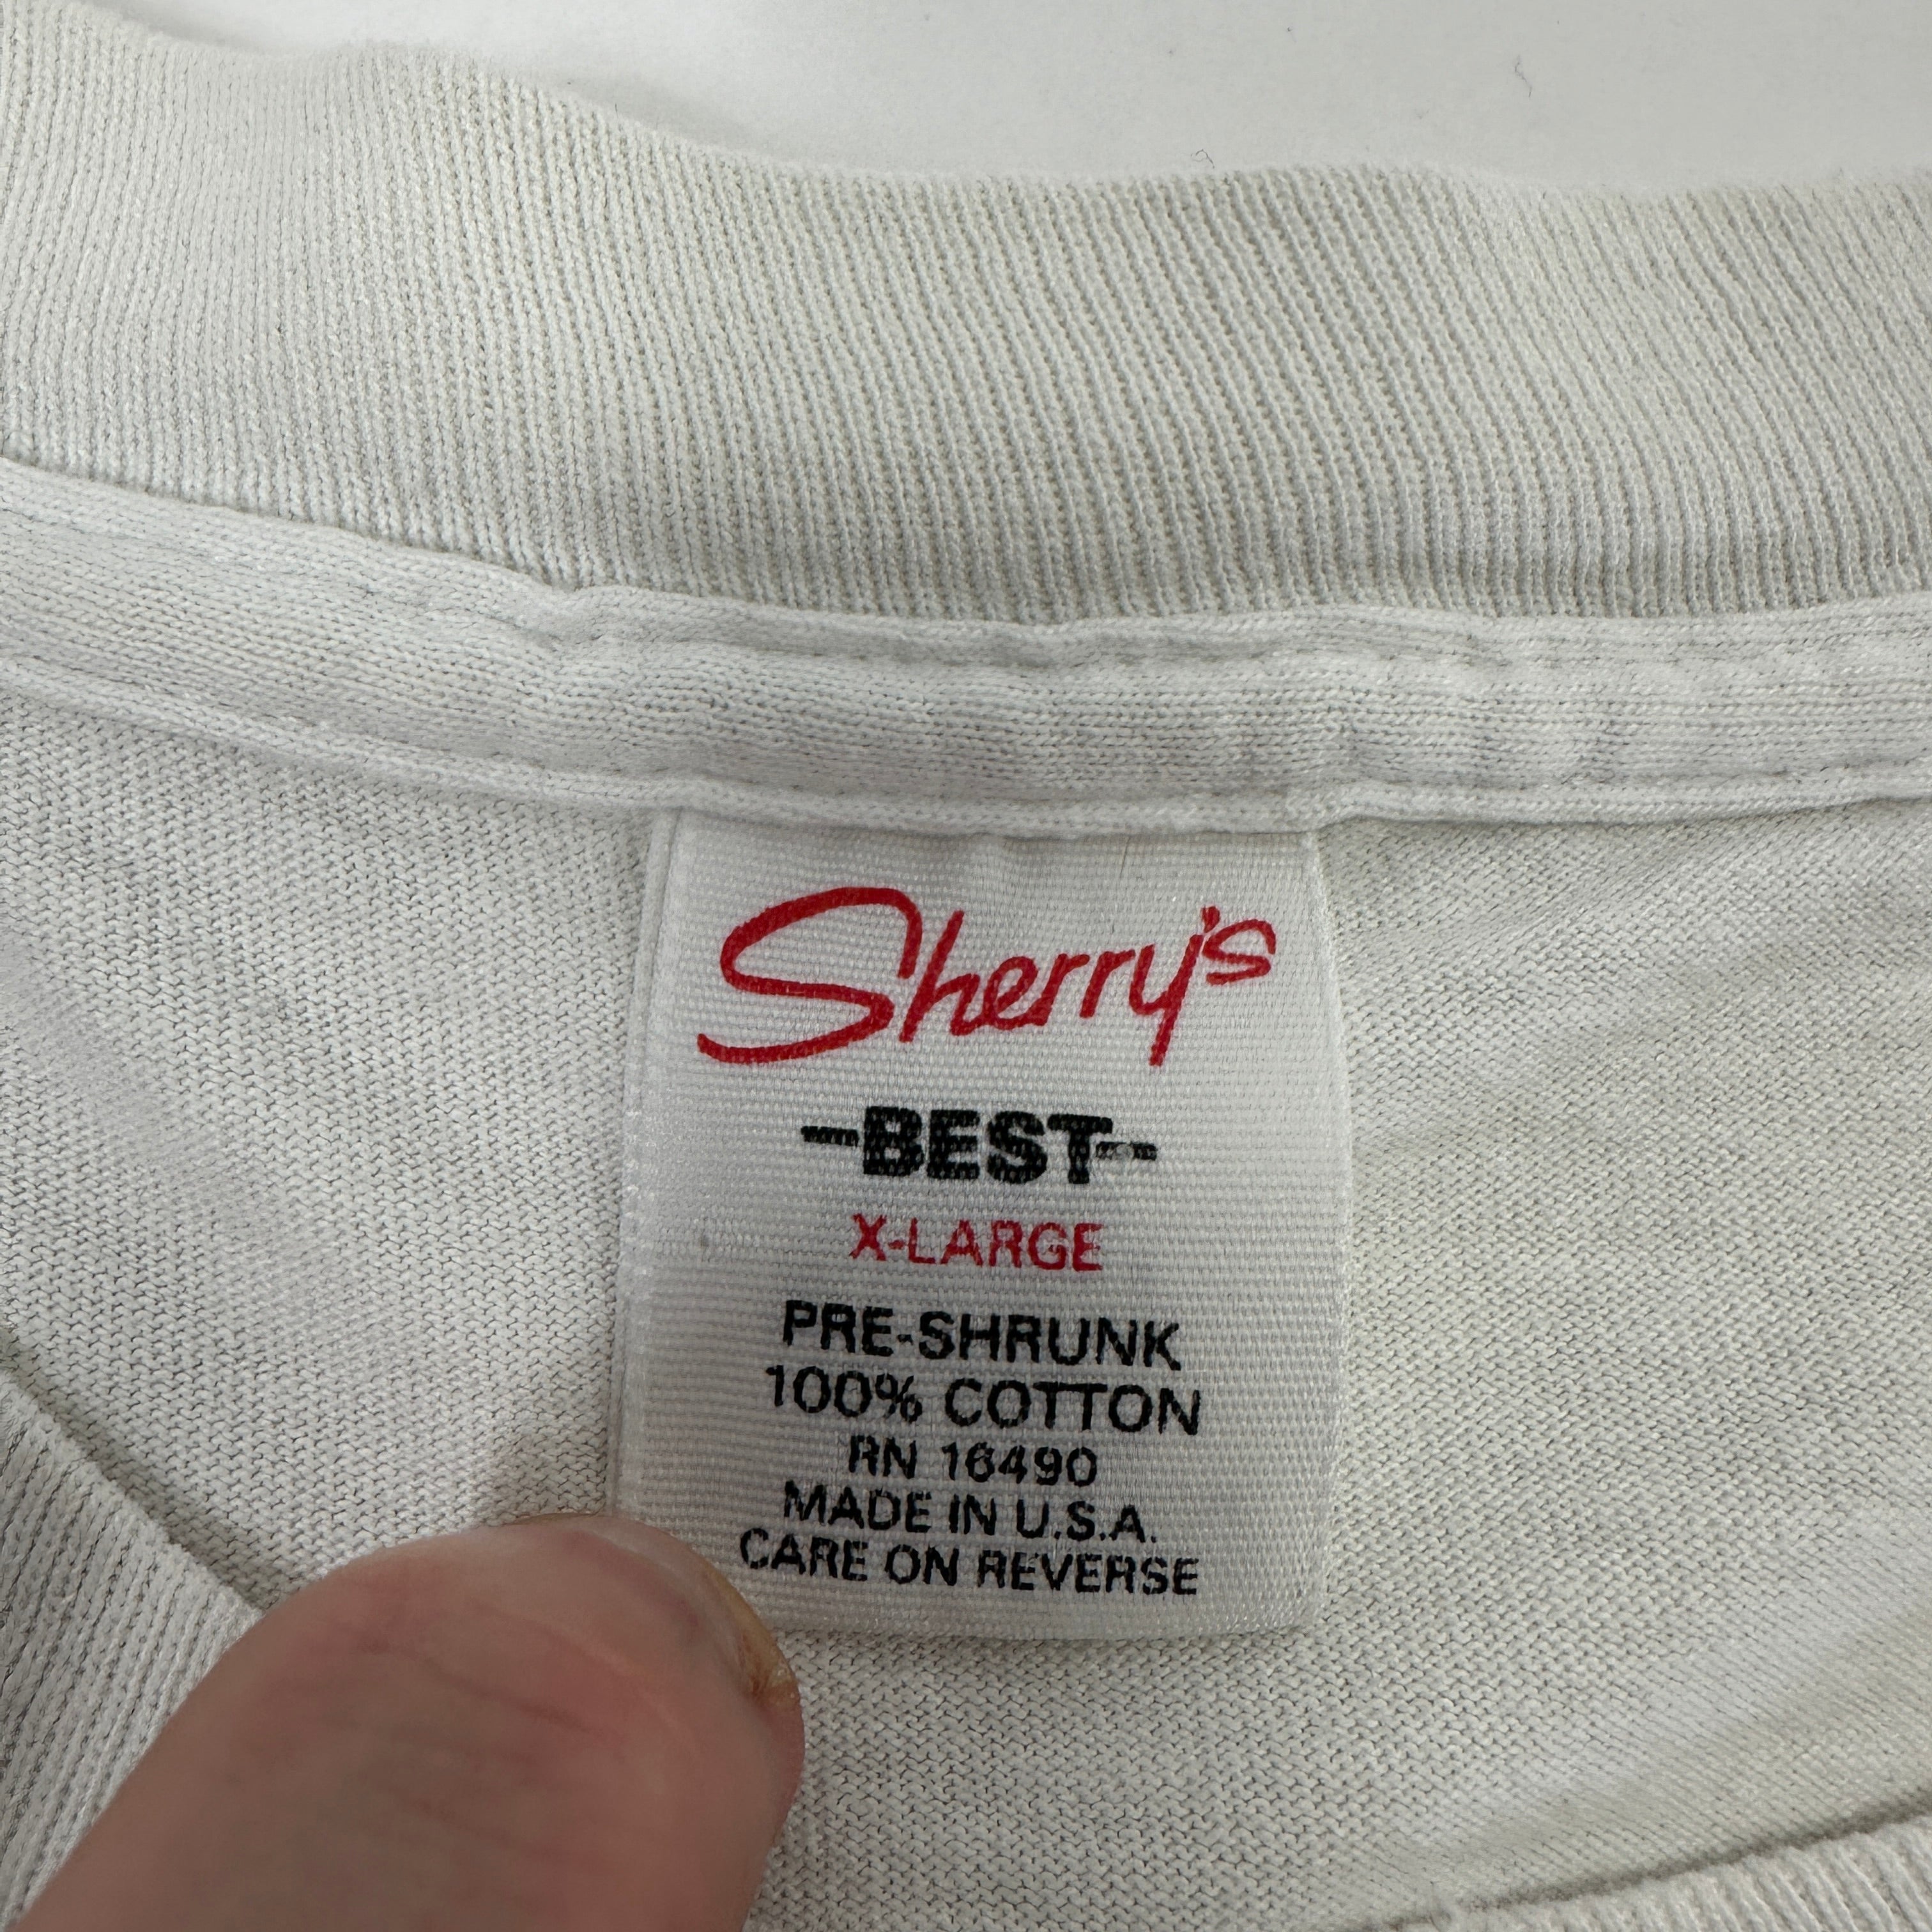 Sherry's
-BEST-
X-LARGE
PRE-SHRUNK
100% COTTON
RN 16490
MADE IN U.S.A.
CARE ON REVERSE